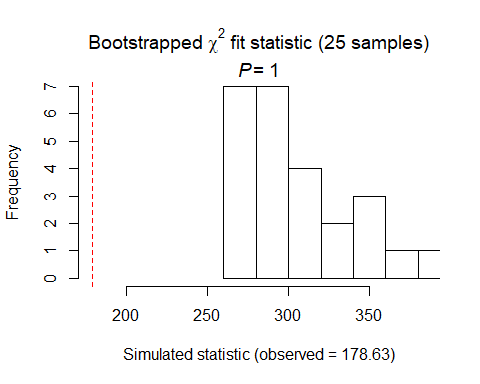 Bootstrapped χ² fit statistic (25 samples)
P = 1
Frequency
7
6
5
4
3
2
1
0
200 250 300 350
Simulated statistic (observed = 178.63)